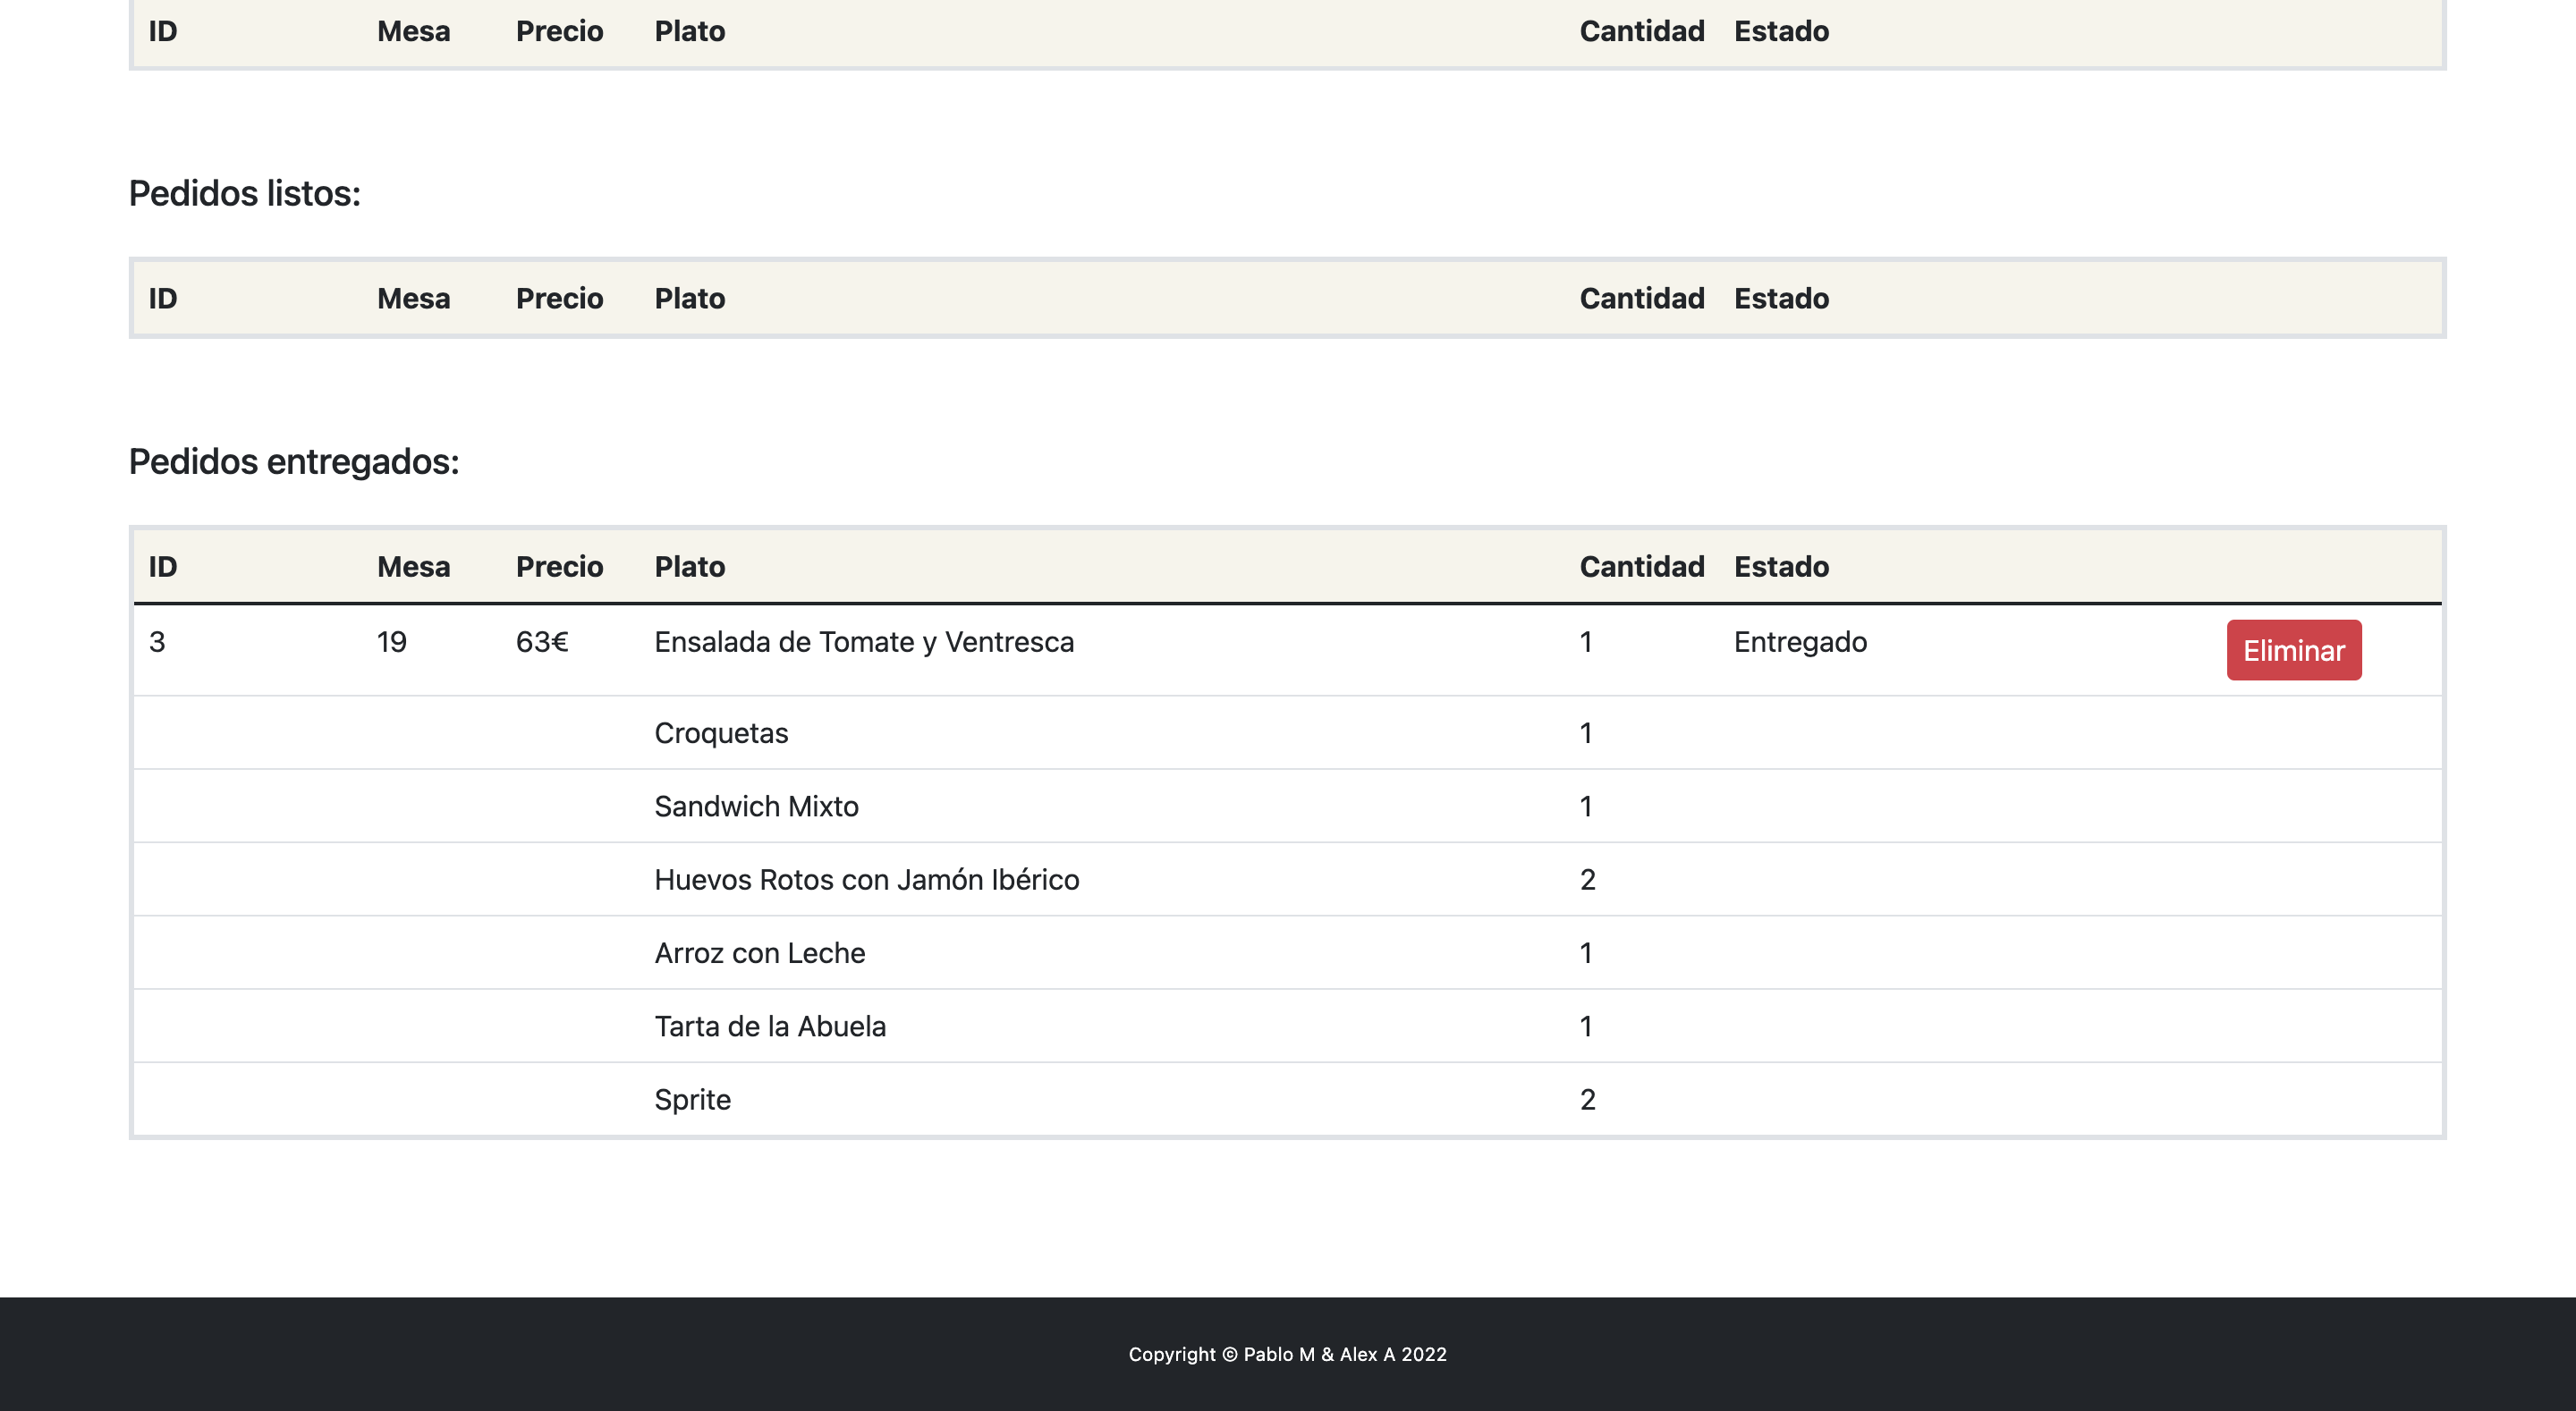 ID Mesa Precio Plato Cantidad Estado
Pedidos listos:
ID Mesa Precio Plato Cantidad Estado
Pedidos entregados:
ID Mesa Precio Plato Cantidad Estado
3 19 63€ Ensalada de Tomate y Ventresca 1 Entregado Eliminar
Croquetas 1
Sandwich Mixto 1
Huevos Rotos con Jamón Ibérico 2
Arroz con Leche 1
Tarta de la Abuela 1
Sprite 2
Copyright © Pablo M & Alex A 2022